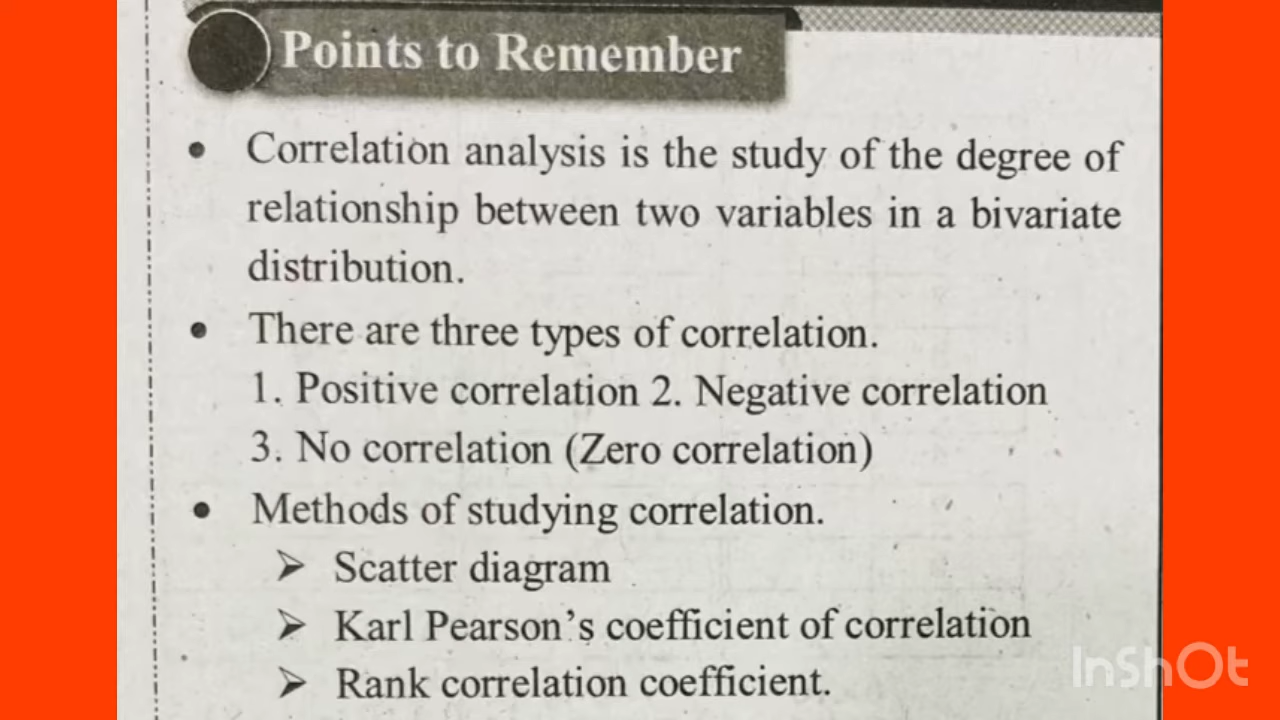 Points to Remember
• Correlation analysis is the study of the degree of
relationship between two variables in a bivariate
distribution.
• There are three types of correlation.
1. Positive correlation 2. Negative correlation
3. No correlation (Zero correlation)
• Methods of studying correlation.
➢ Scatter diagram
➢ Karl Pearson's coefficient of correlation
➢ Rank correlation coefficient.
InShOt